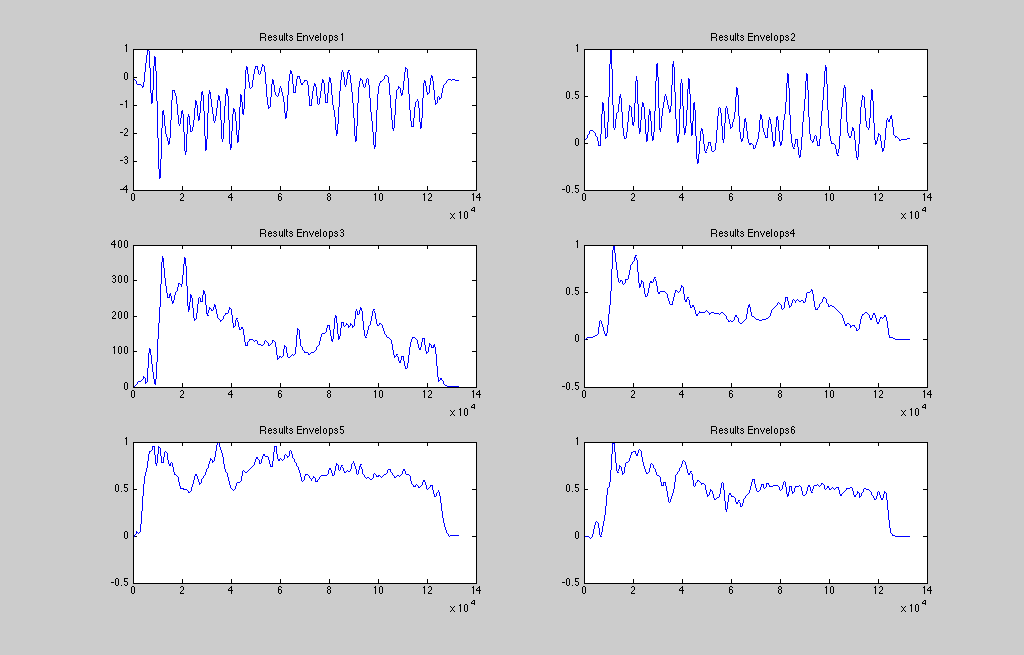 Results Envelops1
Results Envelops2
1
0
-1
-2
-3
-4
0 2 4 6 8 10 12 14
x 10^4
1
0.5
0
-0.5
0 2 4 6 8 10 12 14
x 10^4
Results Envelops3
Results Envelops4
400
300
200
100
0
0 2 4 6 8 10 12 14
x 10^4
1
0.5
0
-0.5
0 2 4 6 8 10 12 14
x 10^4
Results Envelops5
Results Envelops6
1
0.5
0
-0.5
0 2 4 6 8 10 12 14
x 10^4
1
0.5
0
-0.5
0 2 4 6 8 10 12 14
x 10^4